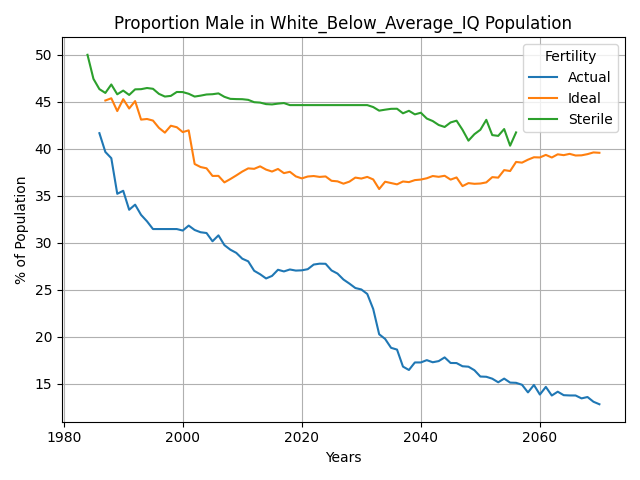 Proportion Male in White_Below_Average_IQ Population
% of Population
50
45
40
35
30
25
20
15
1980
2000
2020
2040
2060
Years
Fertility
Actual
Ideal
Sterile